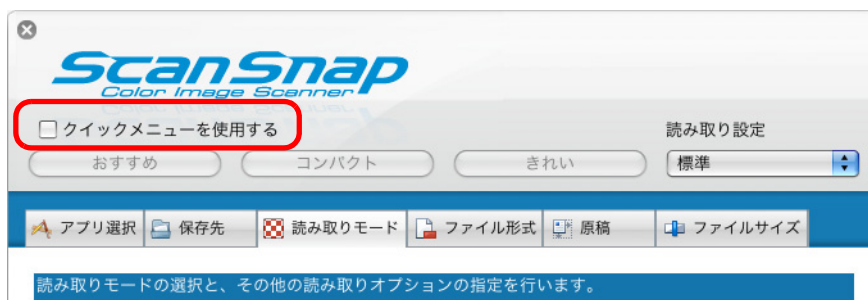 ScanSnap
Color Image Scanner
クイックメニューを使用する
読み取り設定
おすすめ コンパクト きれい 標準
アプリ選択 保存先 読み取りモード ファイル形式 原稿 ファイルサイズ
読み取りモードの選択と、その他の読み取りオプションの指定を行います。